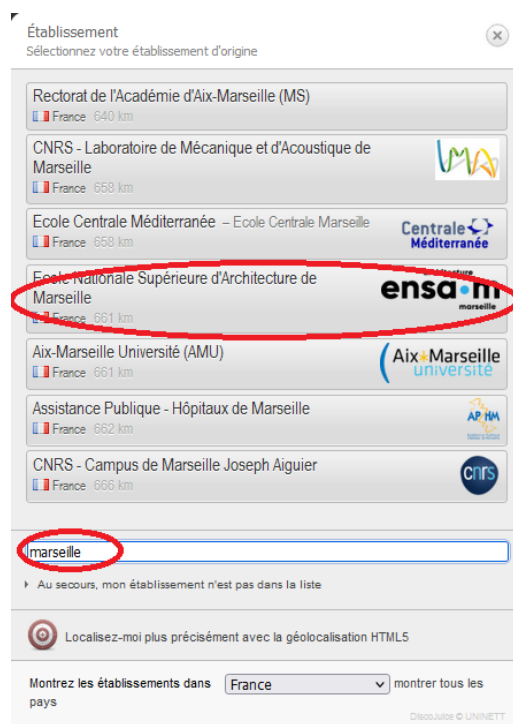 Établissement
Sélectionnez votre établissement d'origine
Rectorat de l'Académie d'Aix-Marseille (MS)
France 640 km
CNRS - Laboratoire de Mécanique et d'Acoustique de
Marseille
France 658 km
LMA
Ecole Centrale Méditerranée – Ecole Centrale Marseille
France 658 km
Centrale
Méditerranée
Ecole Nationale Supérieure d'Architecture de
Marseille
France 661 km
ensa•m
marseille
Aix-Marseille Université (AMU)
France 661 km
Aix*Marseille
université
Assistance Publique - Hôpitaux de Marseille
France 662 km
AP HM
CNRS - Campus de Marseille Joseph Aiguier
France 666 km
cnrs
marseille
Au secours, mon établissement n'est pas dans la liste
Localisez-moi plus précisément avec la géolocalisation HTML5
Montrez les établissements dans France montrer tous les
pays
DiscoJuice © UNINETT